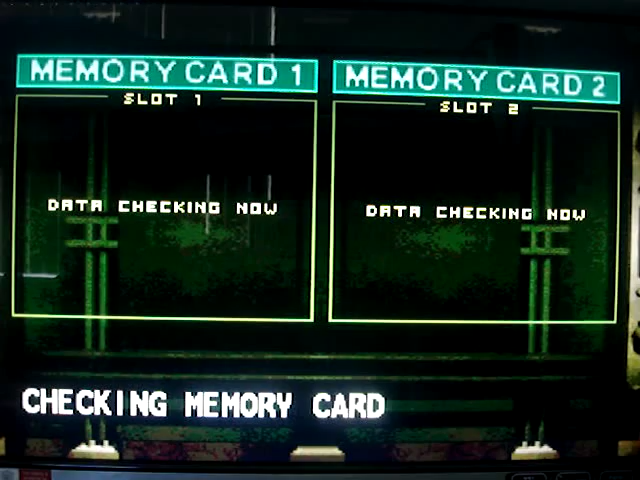 MEMORY CARD 1
SLOT 1
DATA CHECKING NOW
MEMORY CARD 2
SLOT 2
DATA CHECKING NOW
CHECKING MEMORY CARD